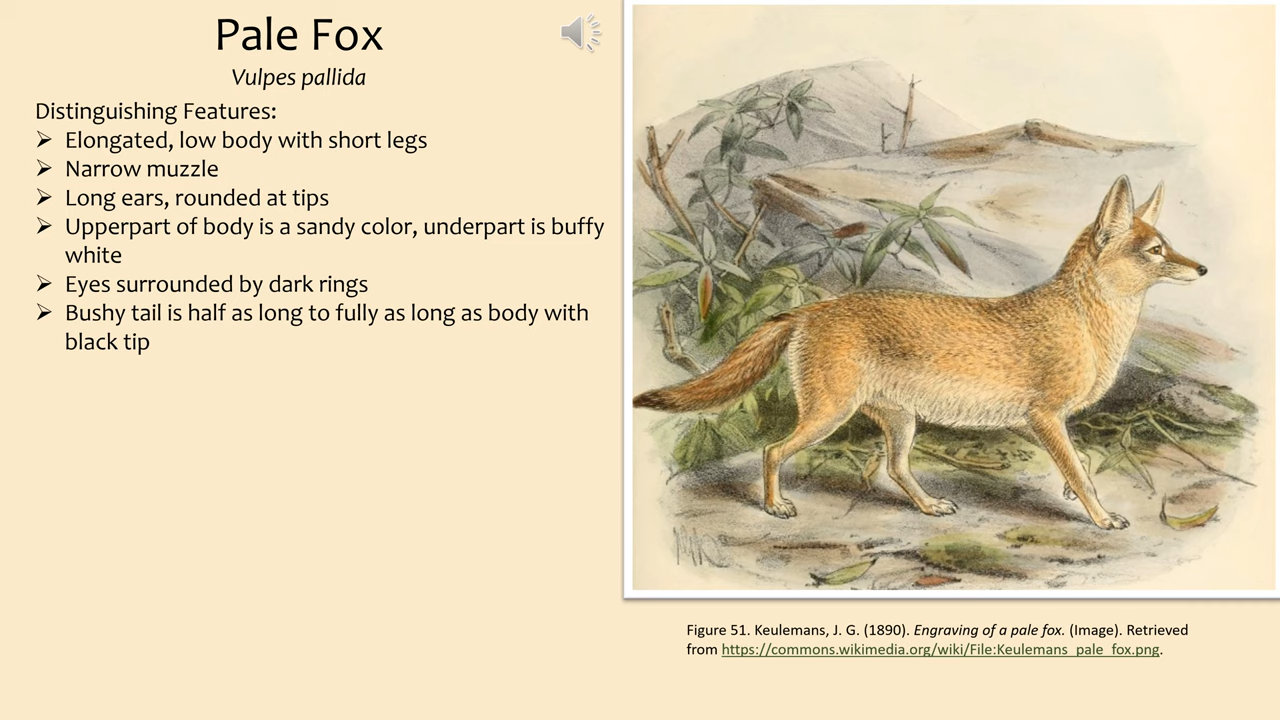 Pale Fox
Vulpes pallida
Distinguishing Features:
➢ Elongated, low body with short legs
➢ Narrow muzzle
➢ Long ears, rounded at tips
➢ Upperpart of body is a sandy color, underpart is buffy
white
➢ Eyes surrounded by dark rings
➢ Bushy tail is half as long to fully as long as body with
black tip
Figure 51. Keulemans, J. G. (1890). Engraving of a pale fox. (Image). Retrieved
from https://commons.wikimedia.org/wiki/File:Keulemans_pale_fox.png.